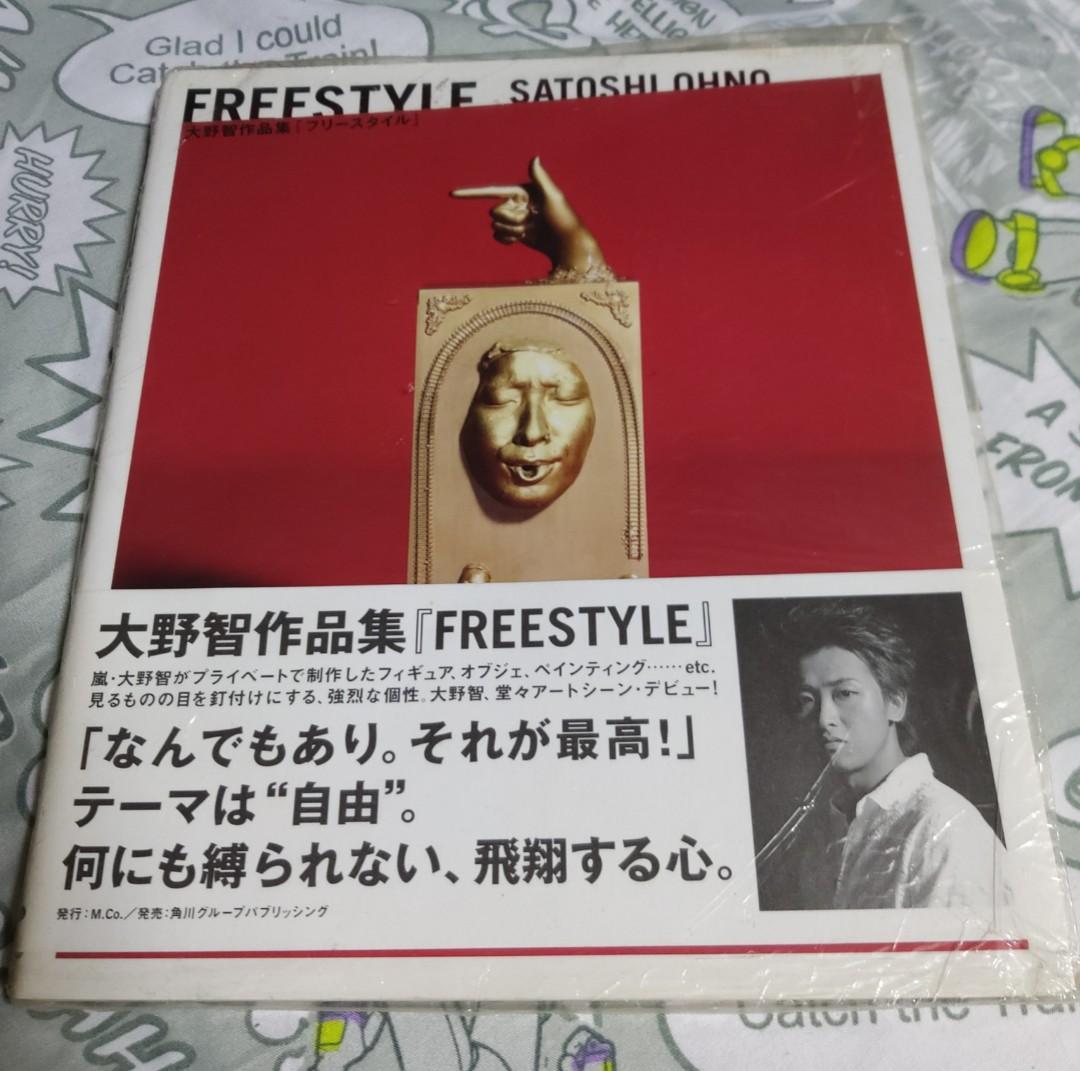 Glad I could
HURRY!
FREESTYLE SATOSHI OHNO
大野智作品集「フリースタイル」
大野智作品集『FREESTYLE』
嵐・大野智がプライベートで制作したフィギュア、オブジェ、ペインティング……etc.
見るものの目を釘付けにする、強烈な個性。大野智、堂々アートシーン・デビュー!
「なんでもあり。それが最高!」
テーマは“自由”。
何にも縛られない、飛翔する心。
発行:M.Co./発売:角川グループパブリッシング
A
FROM
Catch the